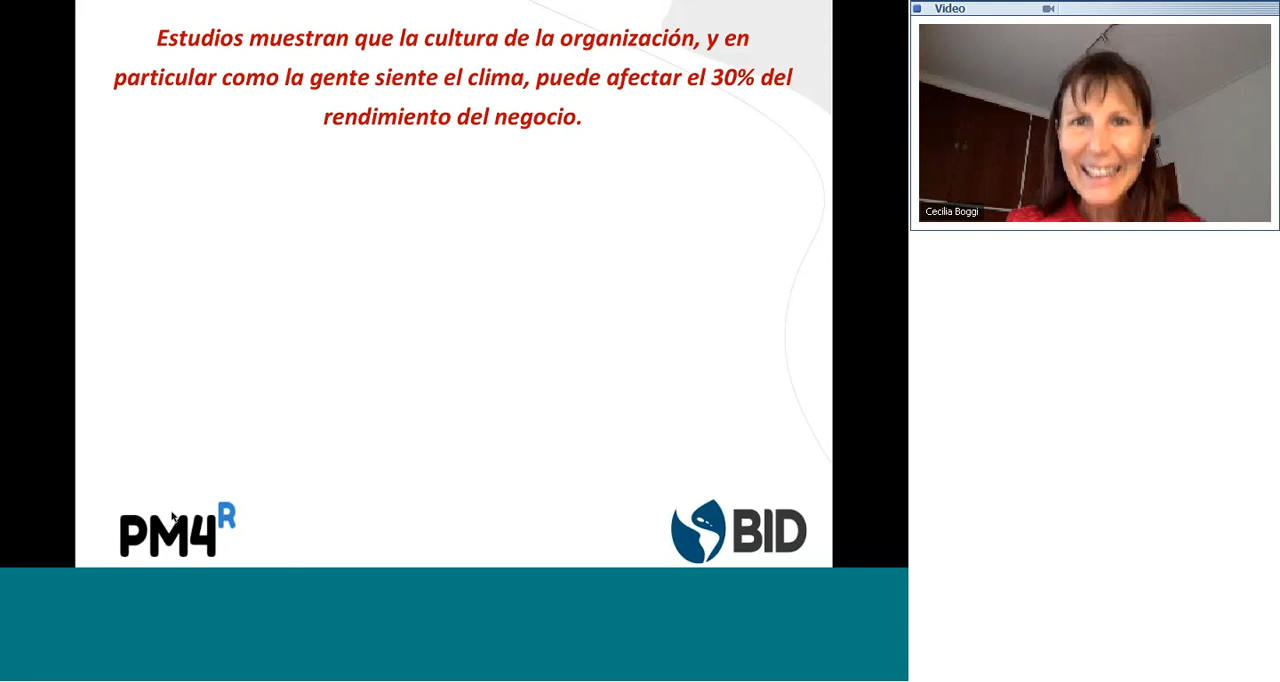 Estudios muestran que la cultura de la organización, y en
particular como la gente siente el clima, puede afectar el 30% del
rendimiento del negocio.
PM4R
BID
Video
Cecilia Boggi